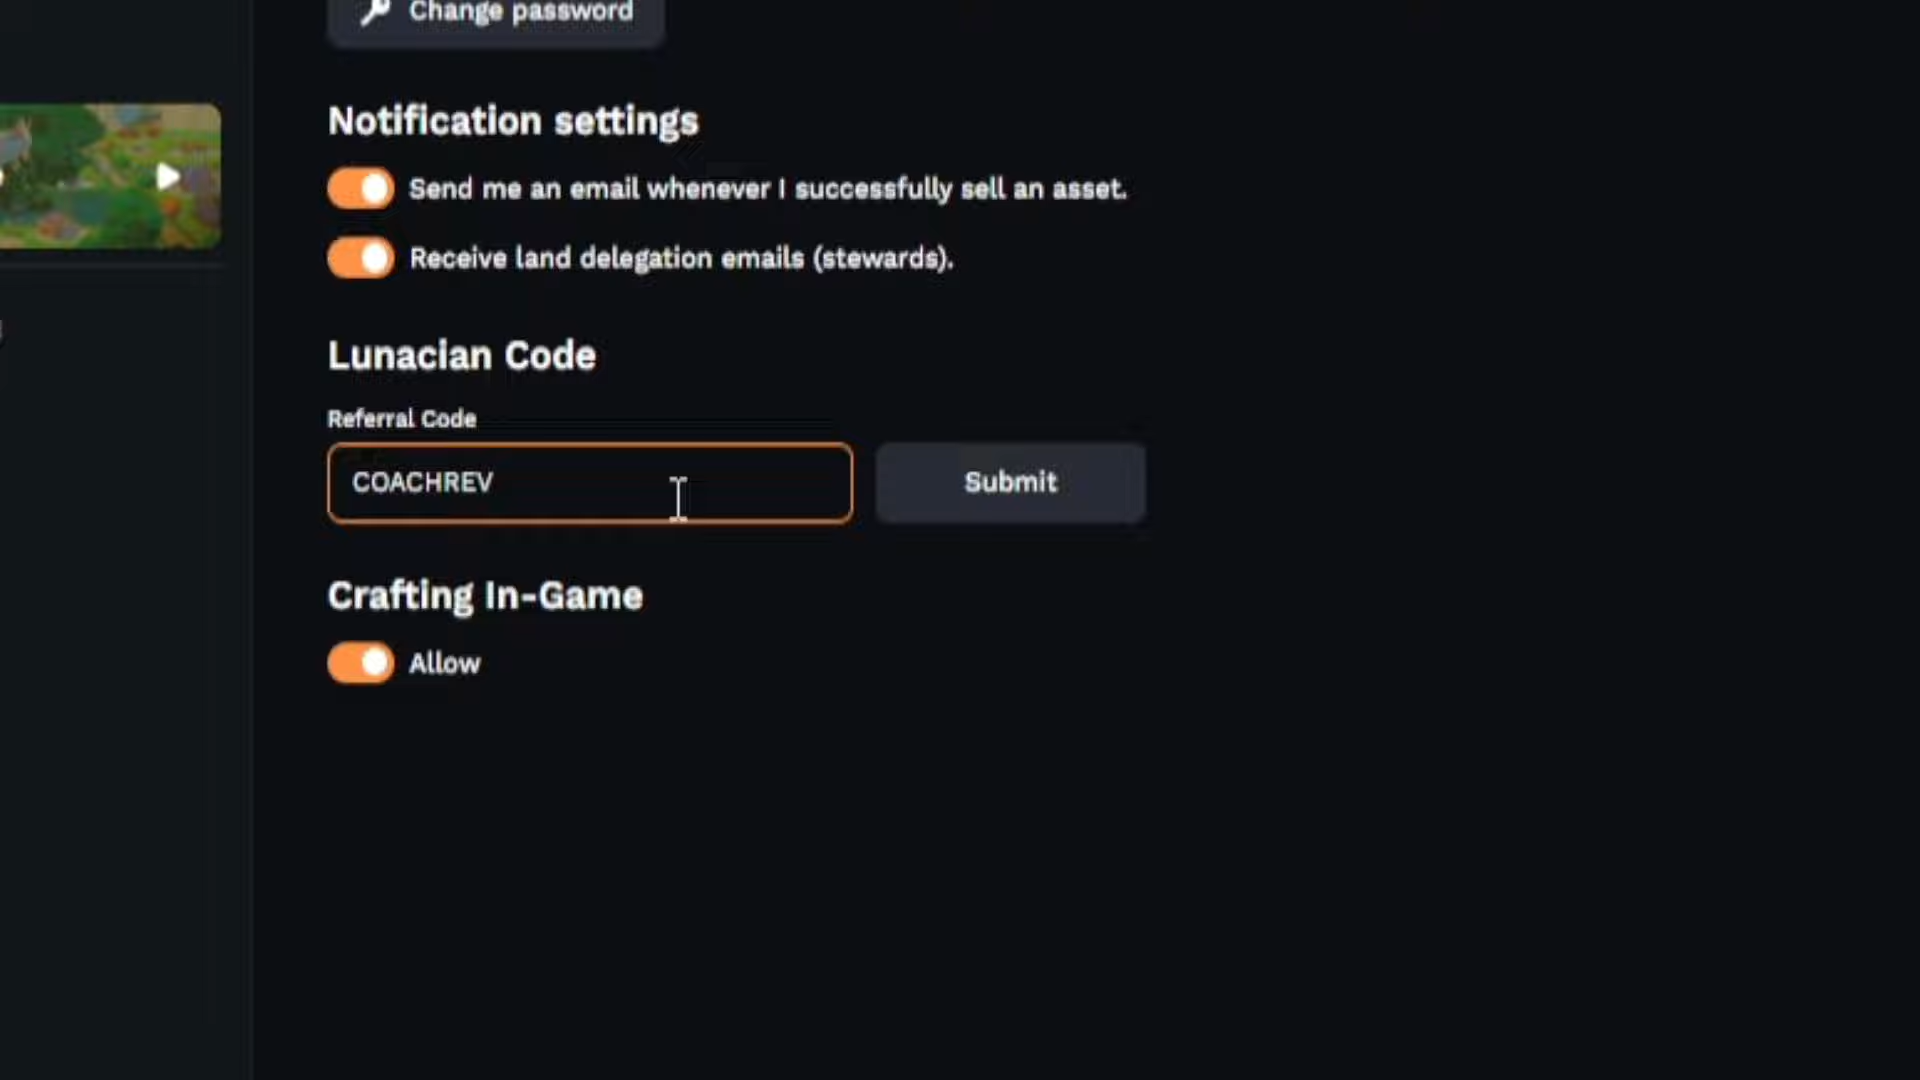 Change password
Notification settings
Send me an email whenever I successfully sell an asset.
Receive land delegation emails (stewards).
Lunacian Code
Referral Code
COACHREV
Submit
Crafting In-Game
Allow